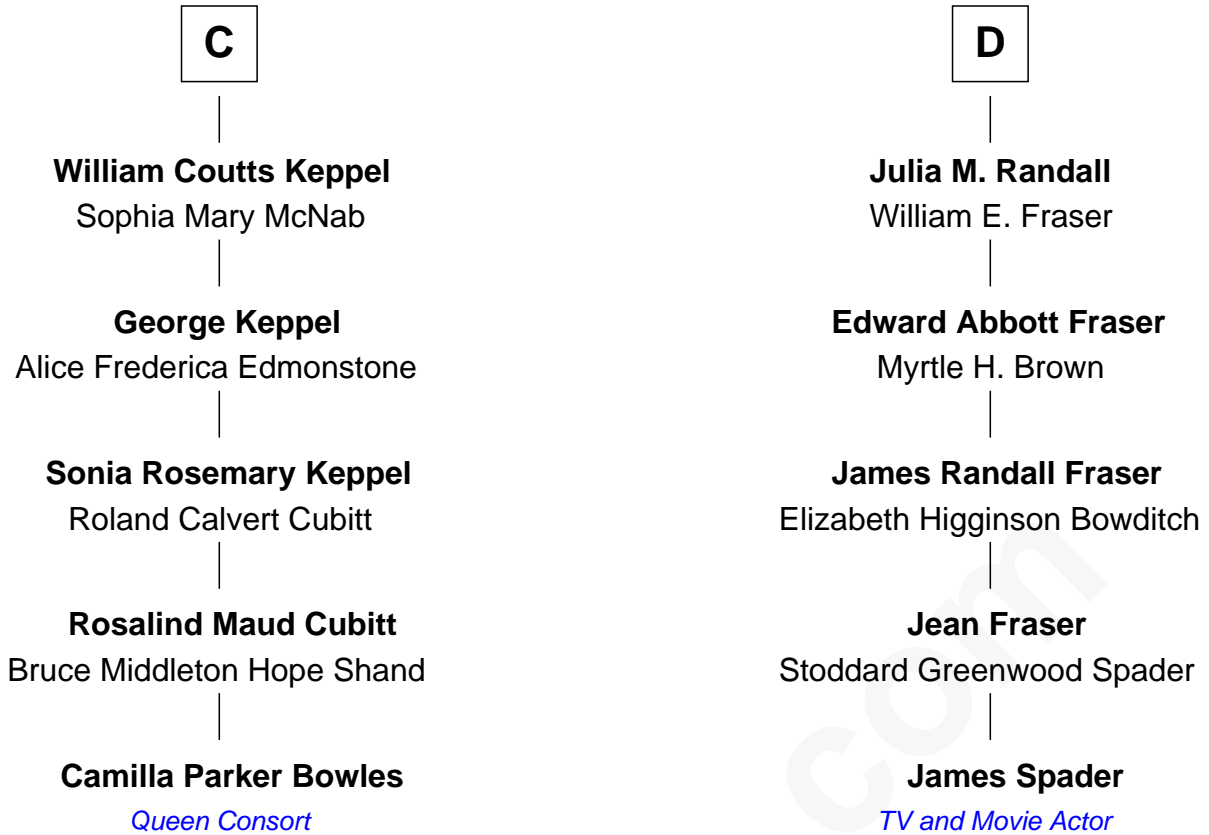 C
William Coutts Keppel
Sophia Mary McNab
George Keppel
Alice Frederica Edmonstone
Sonia Rosemary Keppel
Roland Calvert Cubitt
Rosalind Maud Cubitt
Bruce Middleton Hope Shand
Camilla Parker Bowles
Queen Consort
D
Julia M. Randall
William E. Fraser
Edward Abbott Fraser
Myrtle H. Brown
James Randall Fraser
Elizabeth Higginson Bowditch
Jean Fraser
Stoddard Greenwood Spader
James Spader
TV and Movie Actor
com